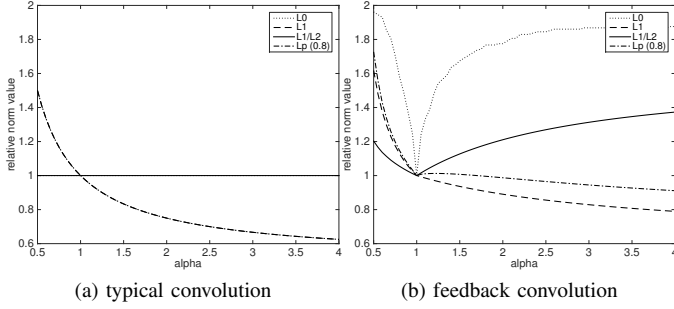 2
1.8
1.6
1.4
1.2
1
0.8
0.6
relative norm value
0.5 1 1.5 2 2.5 3 3.5 4
alpha
L0
L1
L1/L2
Lp (0.8)
(a) typical convolution
2
1.8
1.6
1.4
1.2
1
0.8
0.6
relative norm value
0.5 1 1.5 2 2.5 3 3.5 4
alpha
L0
L1
L1/L2
Lp (0.8)
(b) feedback convolution